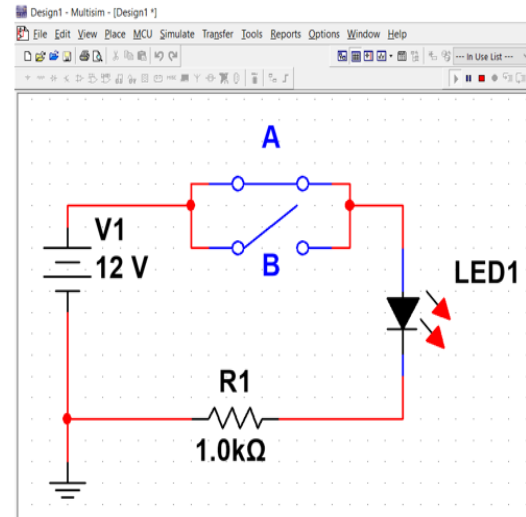 Design1 - Multisim - [Design1 *]
File Edit View Place MCU Simulate Transfer Tools Reports Options Window Help
--- In Use List ---
A
V1
12 V
B
LED1
R1
1.0kΩ